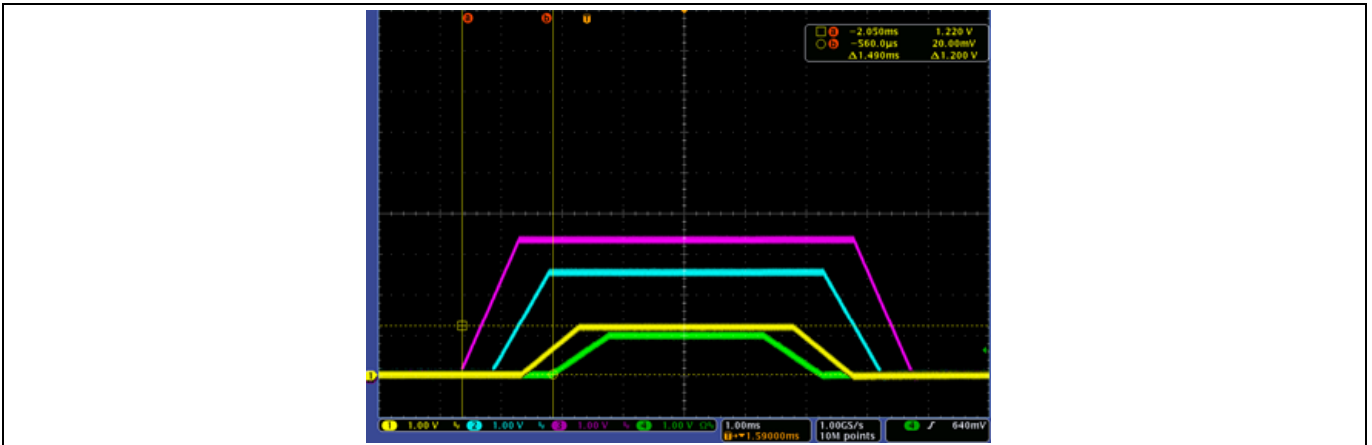 a b T
a −2.050ms 1.220 V
b −560.0µs 20.00mV
Δ1.490ms Δ1.200 V
1
1 1.00 V 2 1.00 V 3 1.00 V 4 1.00 V Ω 1.00ms 1.00GS/s 4 640mV
T→▼1.59000ms 10M points